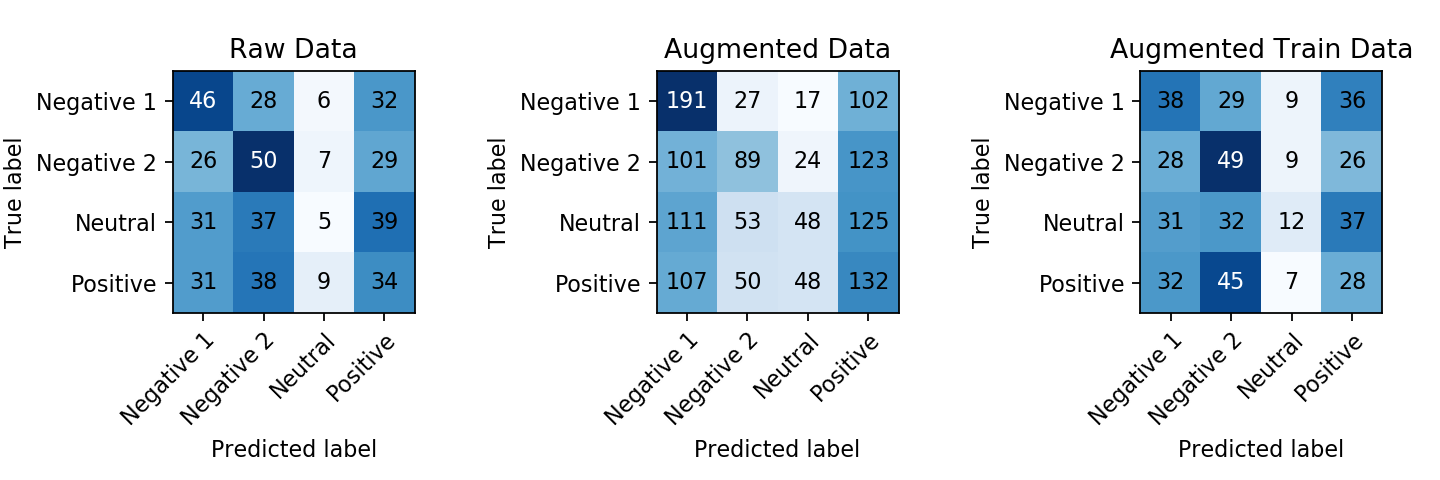 Raw Data
True label
Negative 1 46 28 6 32
Negative 2 26 50 7 29
Neutral 31 37 5 39
Positive 31 38 9 34
Negative 1 Negative 2 Neutral Positive
Predicted label
Augmented Data
True label
Negative 1 191 27 17 102
Negative 2 101 89 24 123
Neutral 111 53 48 125
Positive 107 50 48 132
Negative 1 Negative 2 Neutral Positive
Predicted label
Augmented Train Data
True label
Negative 1 38 29 9 36
Negative 2 28 49 9 26
Neutral 31 32 12 37
Positive 32 45 7 28
Negative 1 Negative 2 Neutral Positive
Predicted label